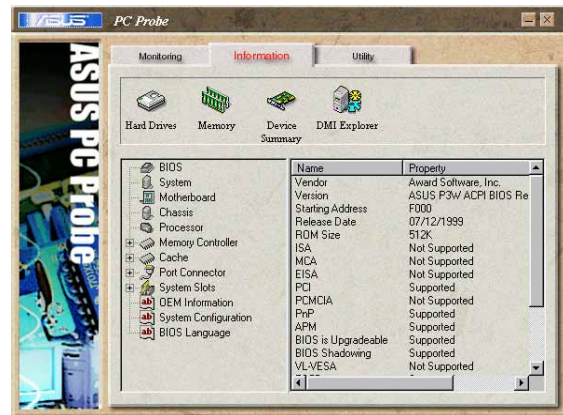 ASUS PC Probe
ASUS PC Probe
Monitoring Information Utility
Hard Drives Memory Device Summary DMI Explorer
BIOS
System
Motherboard
Chassis
Processor
Memory Controller
Cache
Port Connector
System Slots
OEM Information
System Configuration
BIOS Language
Name Property
Vendor Award Software, Inc.
Version ASUS P3W ACPI BIOS Re
Starting Address F000
Release Date 07/12/1999
ROM Size 512K
ISA Not Supported
MCA Not Supported
EISA Not Supported
PCI Supported
PCMCIA Not Supported
PnP Supported
APM Supported
BIOS is Upgradeable Supported
BIOS Shadowing Supported
VL-VESA Not Supported